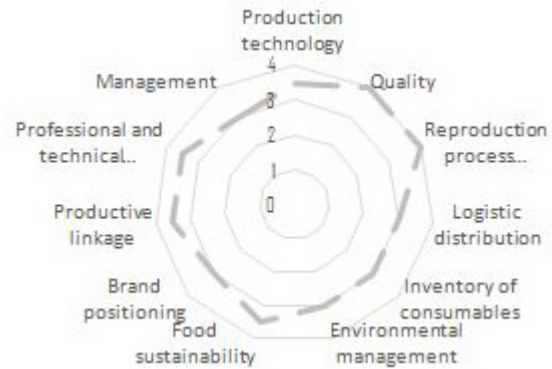 Production
technology
4
3
2
1
0
Quality
Reproduction
process...
Logistic
distribution
Inventory of
consumables
Environmental
management
Food
sustainability
Brand
positioning
Productive
linkage
Professional and
technical...
Management